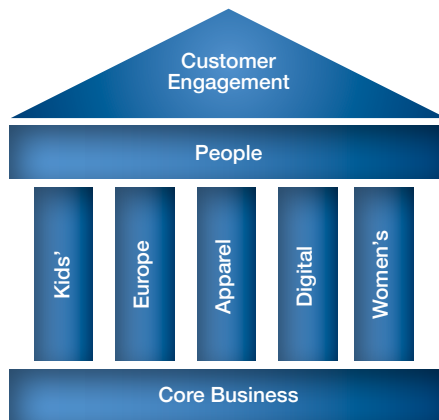 Customer
Engagement
People
Kids'
Europe
Apparel
Digital
Women's
Core Business